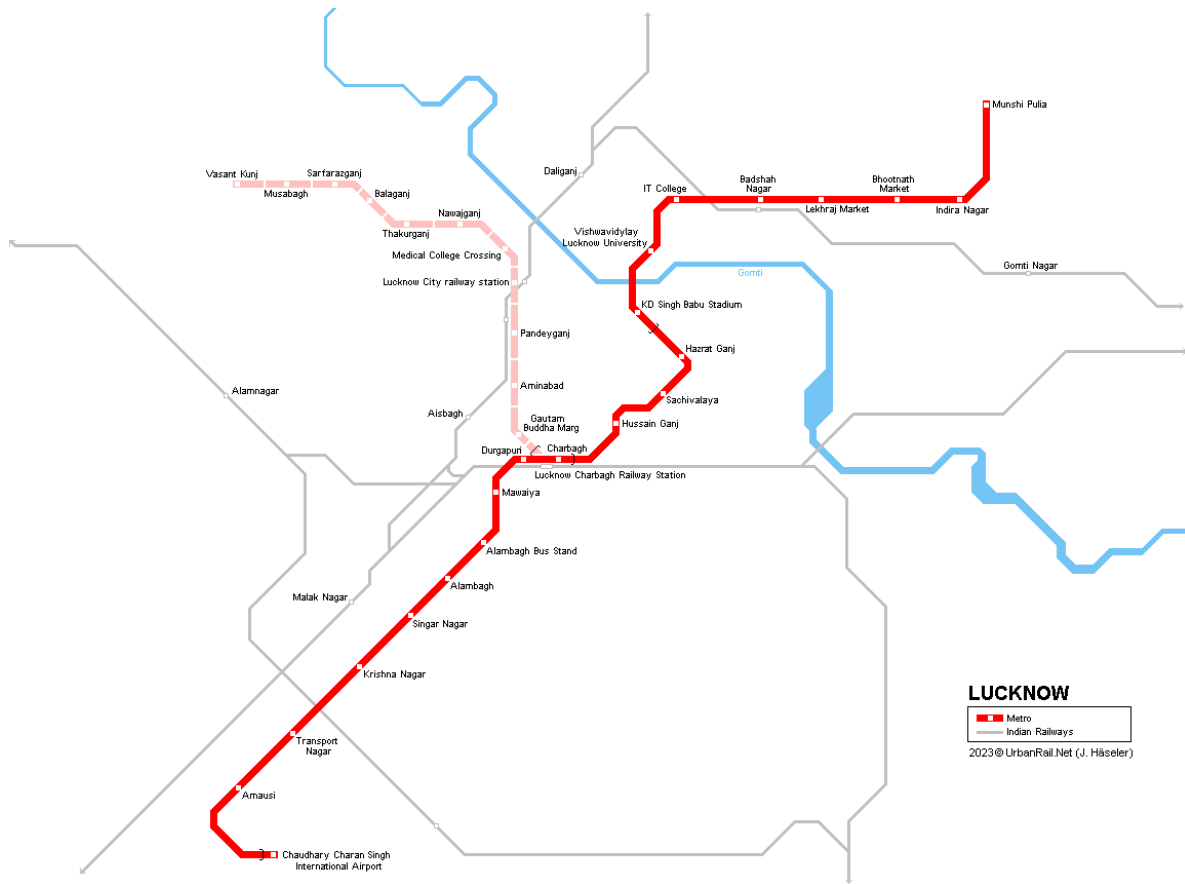 Munshi Pulia
Daliganj
Vasant Kunj
Sarfarazganj
Musabagh
Balaganj
IT College
Badshah
Nagar
Bhootnath
Market
Lekhraj Market
Indira Nagar
Nawajganj
Thakurganj
Vishwavidylay
Lucknow University
Medical College Crossing
Gomti Nagar
Gomti
Lucknow City railway station
KD Singh Babu Stadium
Pandeyganj
Hazrat Ganj
Alamnagar
Aminabad
Sachivalaya
Aisbagh
Gautam
Buddha Marg
Hussain Ganj
Durgapuri
Charbagh
Lucknow Charbagh Railway Station
Mawaiya
Alambagh Bus Stand
Alambagh
Malak Nagar
Singar Nagar
Krishna Nagar
Transport
Nagar
Amausi
Chaudhary Charan Singh
International Airport
LUCKNOW
Metro
Indian Railways
2023© UrbanRail.Net (J. Häseler)